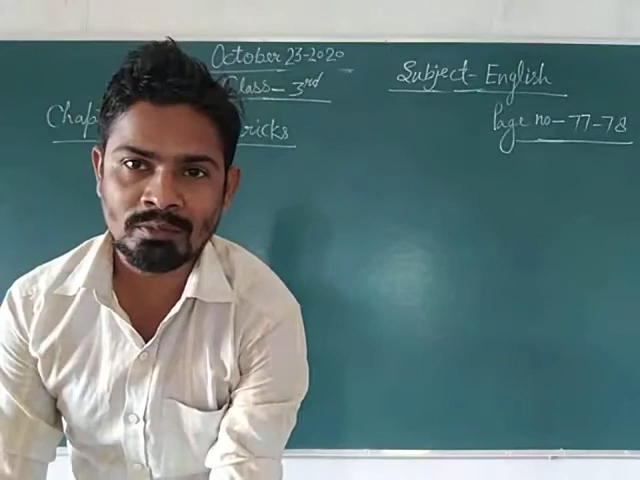 October 23-2020
Class- 3rd
Subject- English
Page no- 77-78